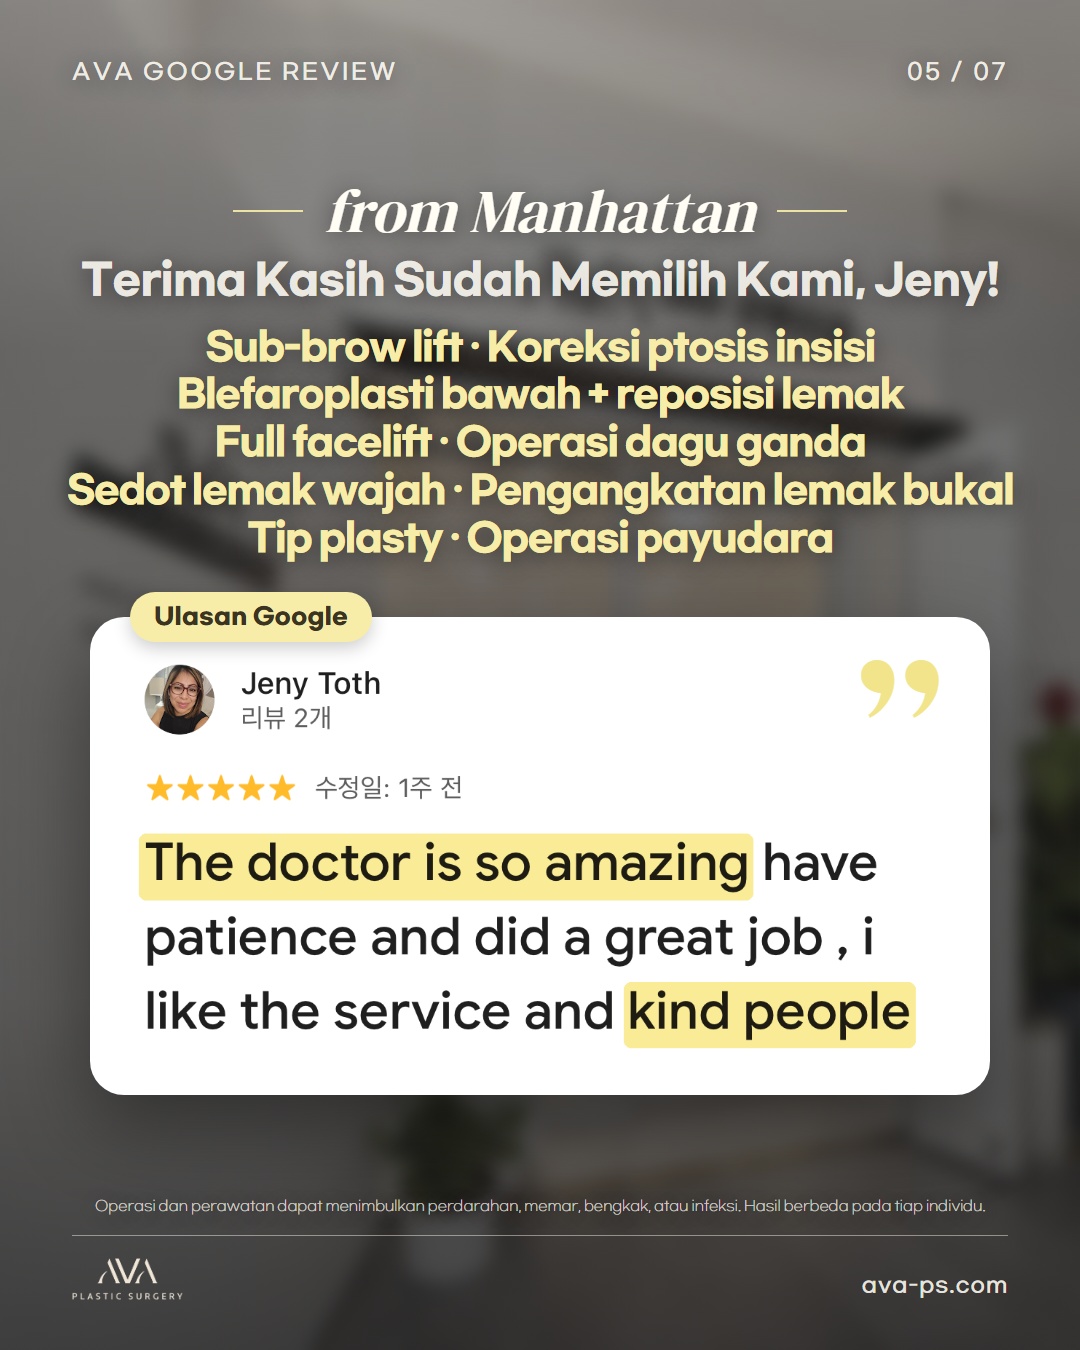 AVA GOOGLE REVIEW
05 / 07
from Manhattan
Terima Kasih Sudah Memilih Kami, Jeny!
Sub-brow lift · Koreksi ptosis insisi
Blefaroplasti bawah + reposisi lemak
Full facelift · Operasi dagu ganda
Sedot lemak wajah · Pengangkatan lemak bukal
Tip plasty · Operasi payudara
Ulasan Google
Jeny Toth
리뷰 2개
수정일: 1주 전
The doctor is so amazing have
patience and did a great job , i
like the service and kind people
Operasi dan perawatan dapat menimbulkan perdarahan, memar, bengkak, atau infeksi. Hasil berbeda pada tiap individu.
AVA
PLASTIC SURGERY
ava-ps.com